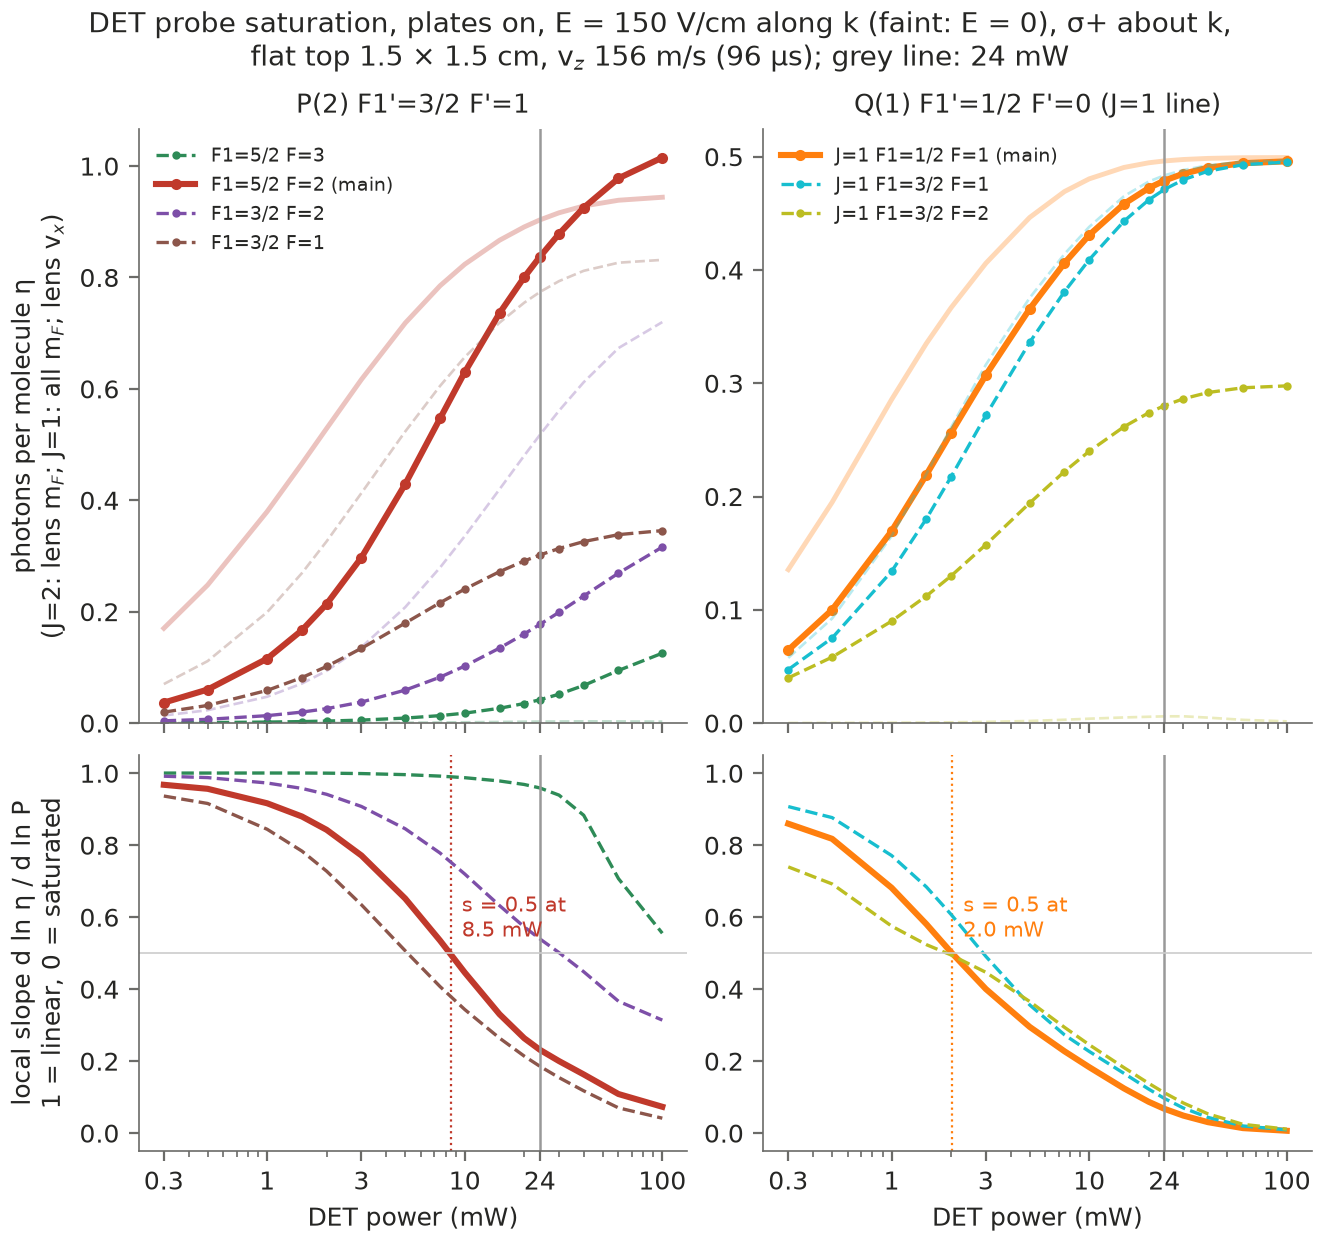 DET probe saturation, plates on, E = 150 V/cm along k (faint: E = 0), σ+ about k,
flat top 1.5 × 1.5 cm, v_z 156 m/s (96 μs); grey line: 24 mW
P(2) F1'=3/2 F'=1
photons per molecule η
(J=2: lens m_F; J=1: all m_F; lens v_x)
1.0
0.8
0.6
0.4
0.2
0.0
F1=5/2 F=3
F1=5/2 F=2 (main)
F1=3/2 F=2
F1=3/2 F=1
Q(1) F1'=1/2 F'=0 (J=1 line)
0.5
0.4
0.3
0.2
0.1
0.0
J=1 F1=1/2 F=1 (main)
J=1 F1=3/2 F=1
J=1 F1=3/2 F=2
local slope d ln η / d ln P
1 = linear, 0 = saturated
1.0
0.8
0.6
0.4
0.2
0.0
s = 0.5 at
8.5 mW
0.3 1 3 10 24 100
DET power (mW)
1.0
0.8
0.6
0.4
0.2
0.0
s = 0.5 at
2.0 mW
0.3 1 3 10 24 100
DET power (mW)